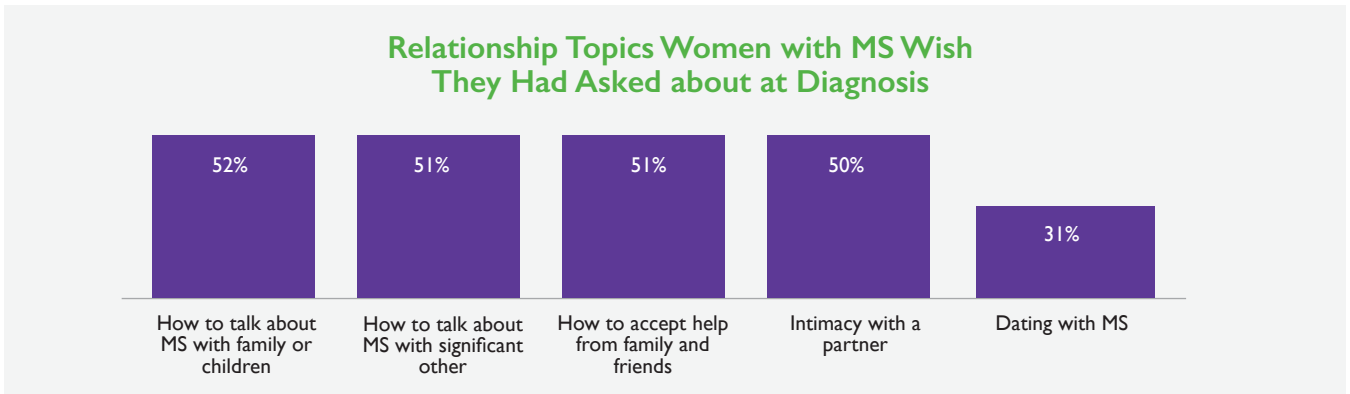 Relationship Topics Women with MS Wish
They Had Asked about at Diagnosis
52%
51%
51%
50%
31%
How to talk about
MS with family or
children
How to talk about
MS with significant
other
How to accept help
from family and
friends
Intimacy with a
partner
Dating with MS